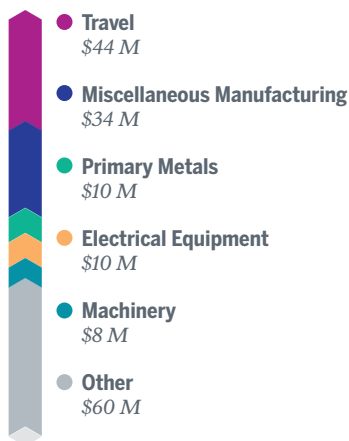 Travel
$44 M
Miscellaneous Manufacturing
$34 M
Primary Metals
$10 M
Electrical Equipment
$10 M
Machinery
$8 M
Other
$60 M